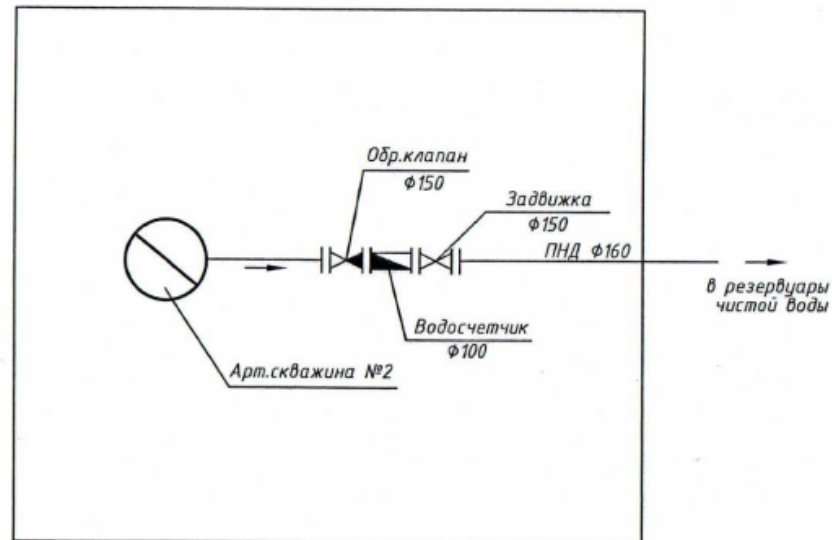 Обр.клапан
Ф150
Задвижка
Ф150
ПНД Ф160
в резервуары
чистой воды
Водосчетчик
Ф100
Арт.скважина №2